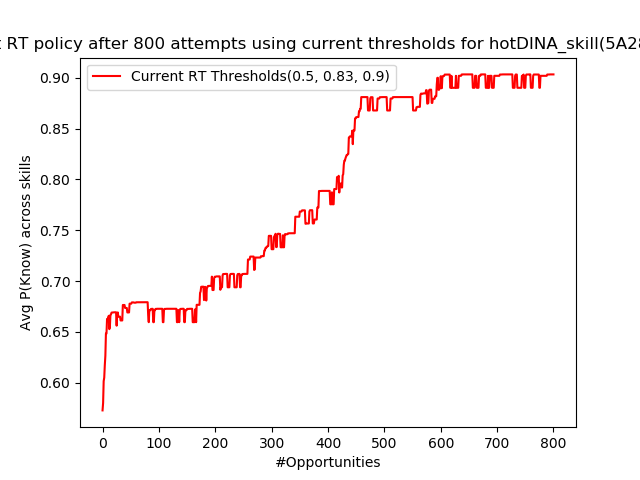 RT policy after 800 attempts using current thresholds for hotDINA_skill(5A28
Current RT Thresholds(0.5, 0.83, 0.9)
Avg P(Know) across skills
0.90
0.85
0.80
0.75
0.70
0.65
0.60
0 100 200 300 400 500 600 700 800
#Opportunities